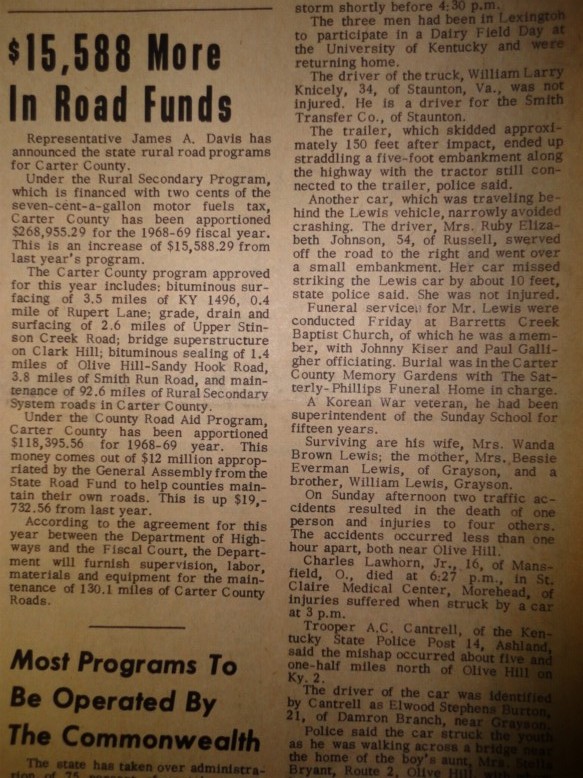 $15,588 More
In Road Funds
Representative James A. Davis has
announced the state rural road programs
for Carter County.
Under the Rural Secondary Program,
which is financed with two cents of the
seven-cent-a-gallon motor fuels tax,
Carter County has been apportioned
$268,955.29 for the 1968-69 fiscal year.
This is an increase of $15,588.29 from
last year's program.
The Carter County program approved
for this year includes: bituminous sur-
facing of 3.5 miles of KY 1496, 0.4
mile of Rupert Lane; grade, drain and
surfacing of 2.6 miles of Upper Stin-
son Creek Road; bridge superstructure
on Clark Hill; bituminous sealing of 1.4
miles of Olive Hill-Sandy Hook Road,
3.8 miles of Smith Run Road, and main-
tenance of 92.6 miles of Rural Secondary
System roads in Carter County.
Under the County Road Aid Program,
Carter County has been apportioned
$118,395.56 for 1968-69 year. This
money comes out of $12 million approp-
riated by the General Assembly from the
State Road Fund to help counties main-
tain their own roads. This is up $19,-
732.56 from last year.
According to the agreement for this
year between the Department of High-
ways and the Fiscal Court, the Depart-
ment will furnish supervision, labor,
materials and equipment for the main-
tenance of 130.1 miles of Carter County
Roads.
Most Programs To
Be Operated By
The Commonwealth
The state has taken over administra-
tion of 75
storm shortly before 4:30 p.m.
The three men had been in Lexington
to participate in a Dairy Field Day at
the University of Kentucky and were
returning home.
The driver of the truck, William Larry
Knicely, 34, of Staunton, Va., was not
injured. He is a driver for the Smith
Transfer Co., of Staunton.
The trailer, which skidded approxi-
mately 150 feet after impact, ended up
straddling a five-foot embankment along
the highway with the tractor still con-
nected to the trailer, police said.
Another car, which was traveling be-
hind the Lewis vehicle, narrowly avoided
crashing. The driver, Mrs. Ruby Eliza-
beth Johnson, 54, of Russell, swerved
off the road to the right and went over
a small embankment. Her car missed
striking the Lewis car by about 10 feet,
state police said. She was not injured.
Funeral services for Mr. Lewis were
conducted Friday at Barretts Creek
Baptist Church, of which he was a mem-
ber, with Johnny Kiser and Paul Galli-
gher officiating. Burial was in the Carter
County Memory Gardens with The Sat-
terly-Phillips Funeral Home in charge.
A Korean War veteran, he had been
superintendent of the Sunday School for
fifteen years.
Surviving are his wife, Mrs. Wanda
Brown Lewis; the mother, Mrs. Bessie
Everman Lewis, of Grayson, and a
brother, William Lewis, Grayson.
On Sunday afternoon two traffic ac-
cidents resulted in the death of one
person and injuries to four others.
The accidents occurred less than one
hour apart, both near Olive Hill.
Charles Lawhorn, Jr., 16, of Mans-
field, O., died at 6:27 p.m., in St.
Claire Medical Center, Morehead, of
injuries suffered when struck by a car
at 3 p.m.
Trooper A.C. Cantrell, of the Ken-
tucky State Police Post 14, Ashland,
said the mishap occurred about five and
one-half miles north of Olive Hill on
Ky. 2.
The driver of the car was identified
by Cantrell as Elwood Stephens Burton,
21, of Damron Branch, near Grayson.
Police said the car struck the youth
as he was walking across a bridge near
the home of the boy's aunt, Mrs. Stella
Bryant, Route 2, Olive Hill.